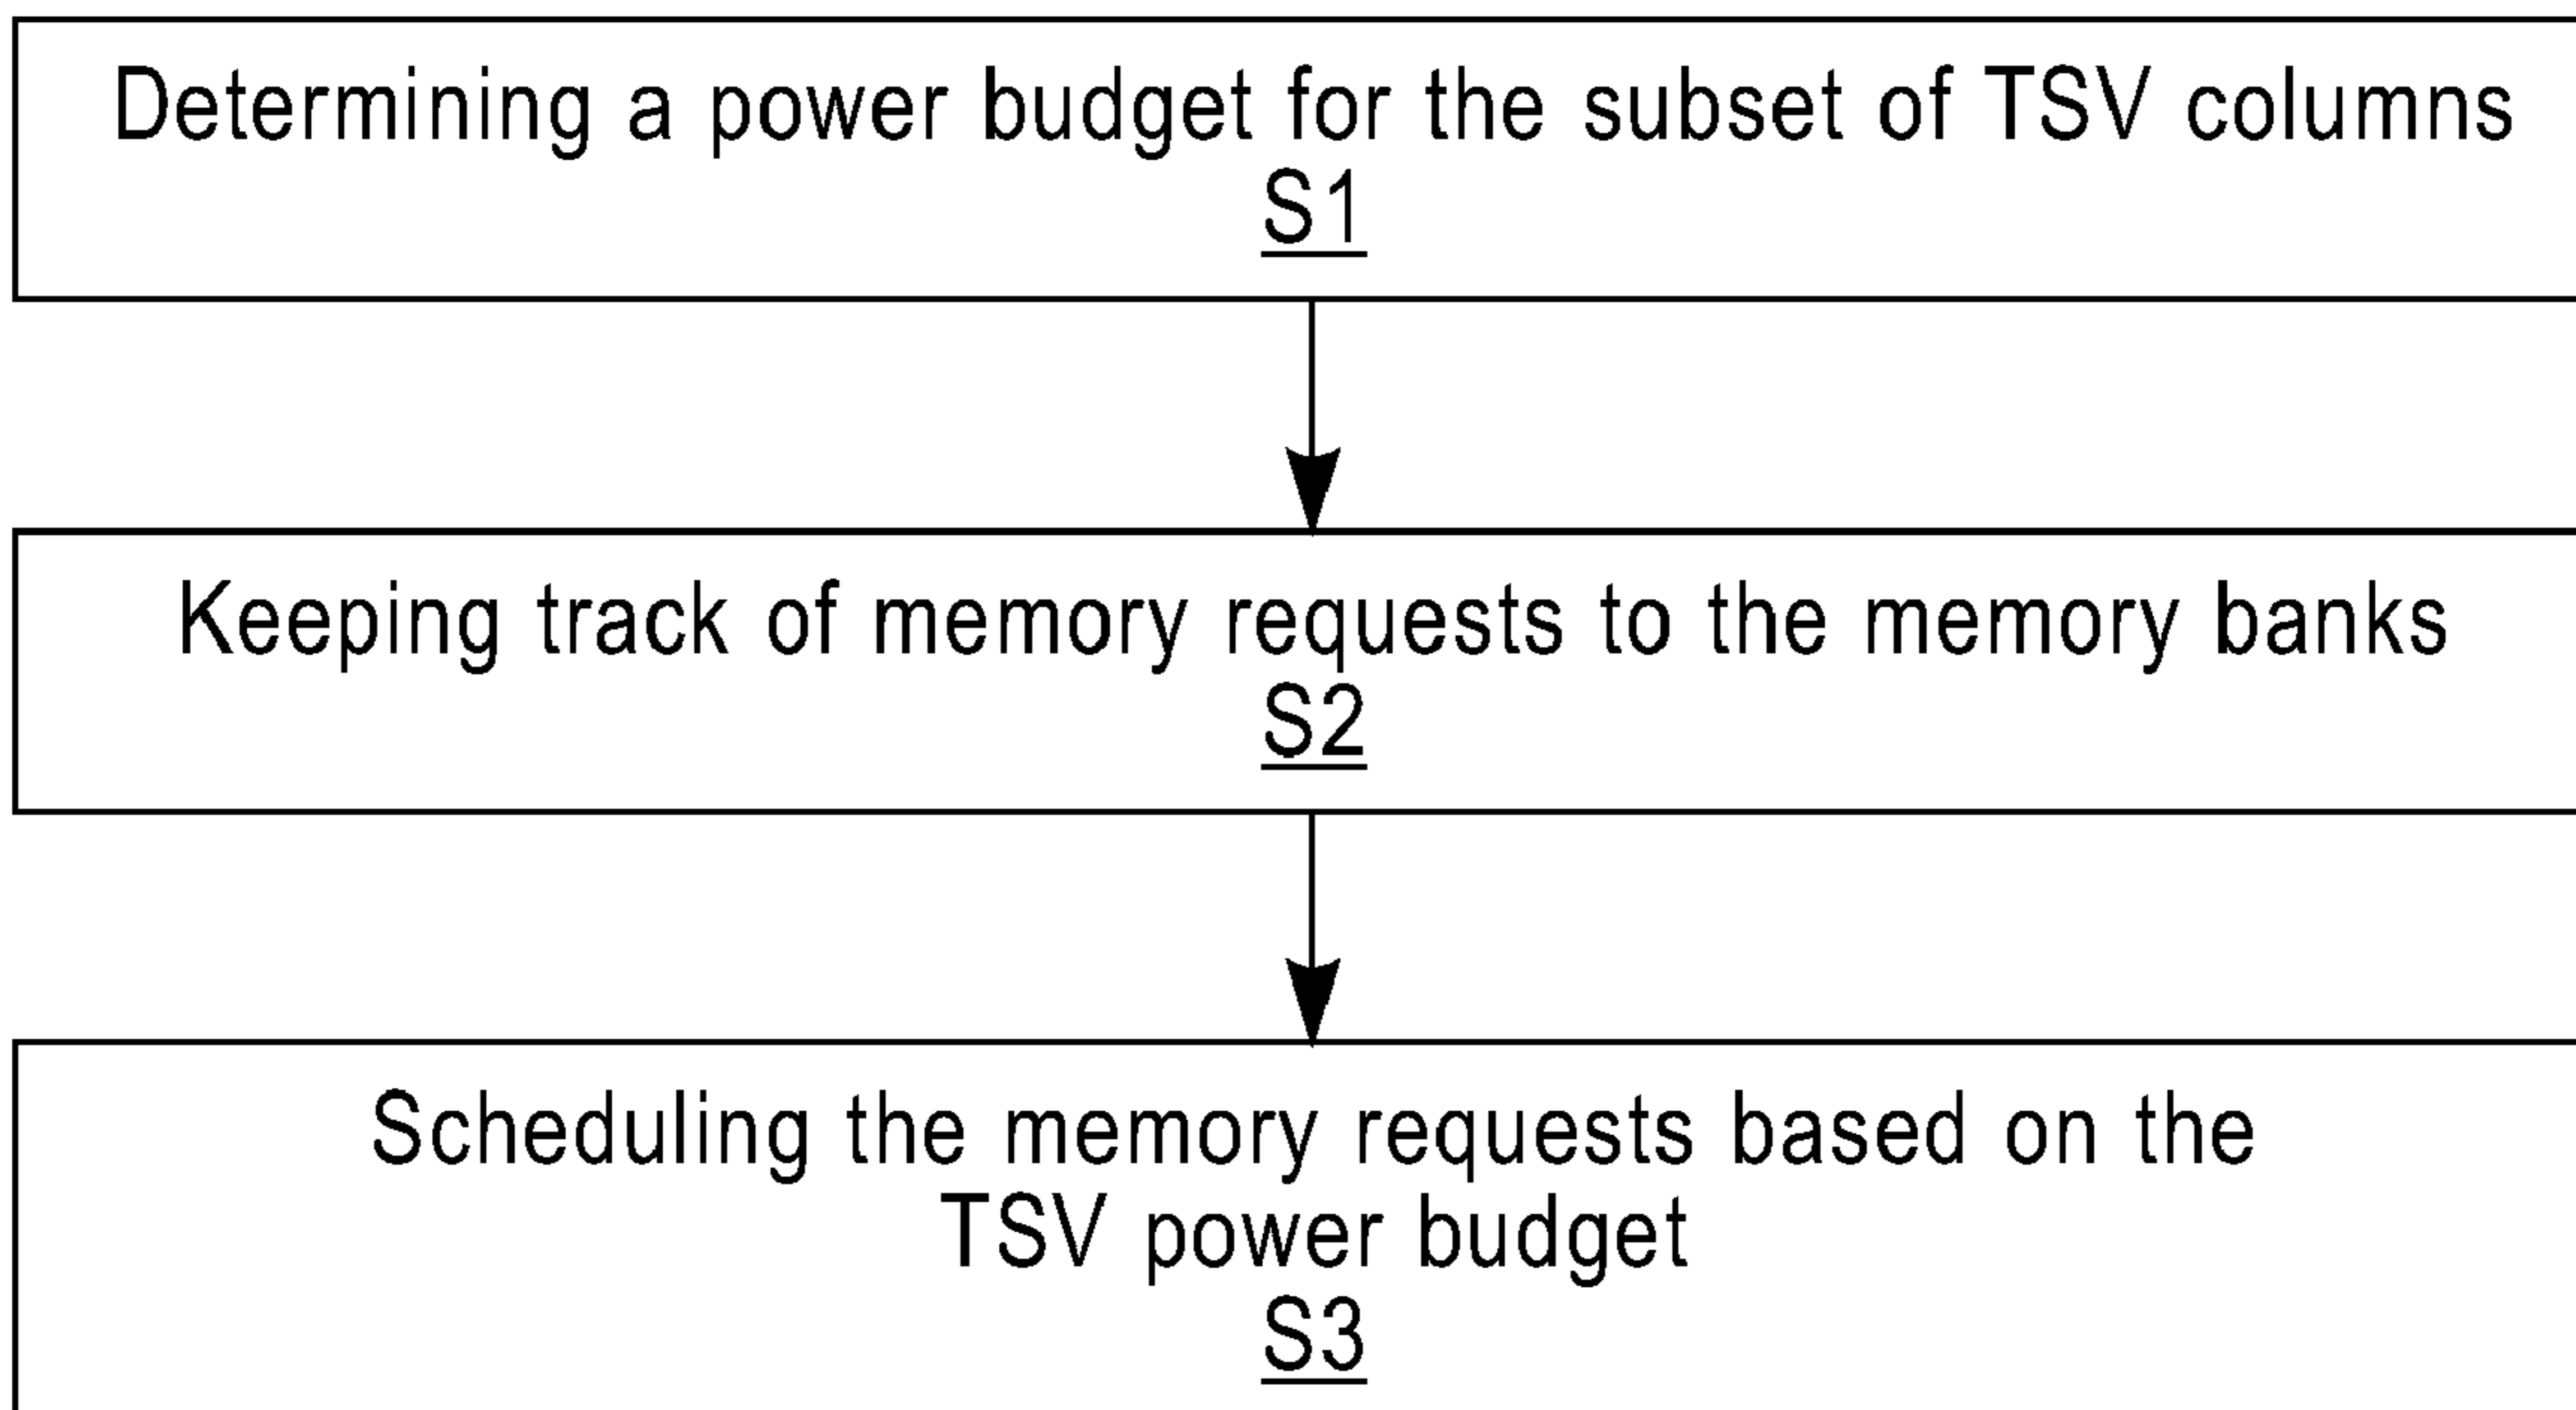 Determining a power budget for the subset of TSV columns
S1
Keeping track of memory requests to the memory banks
S2
Scheduling the memory requests based on the
TSV power budget
S3